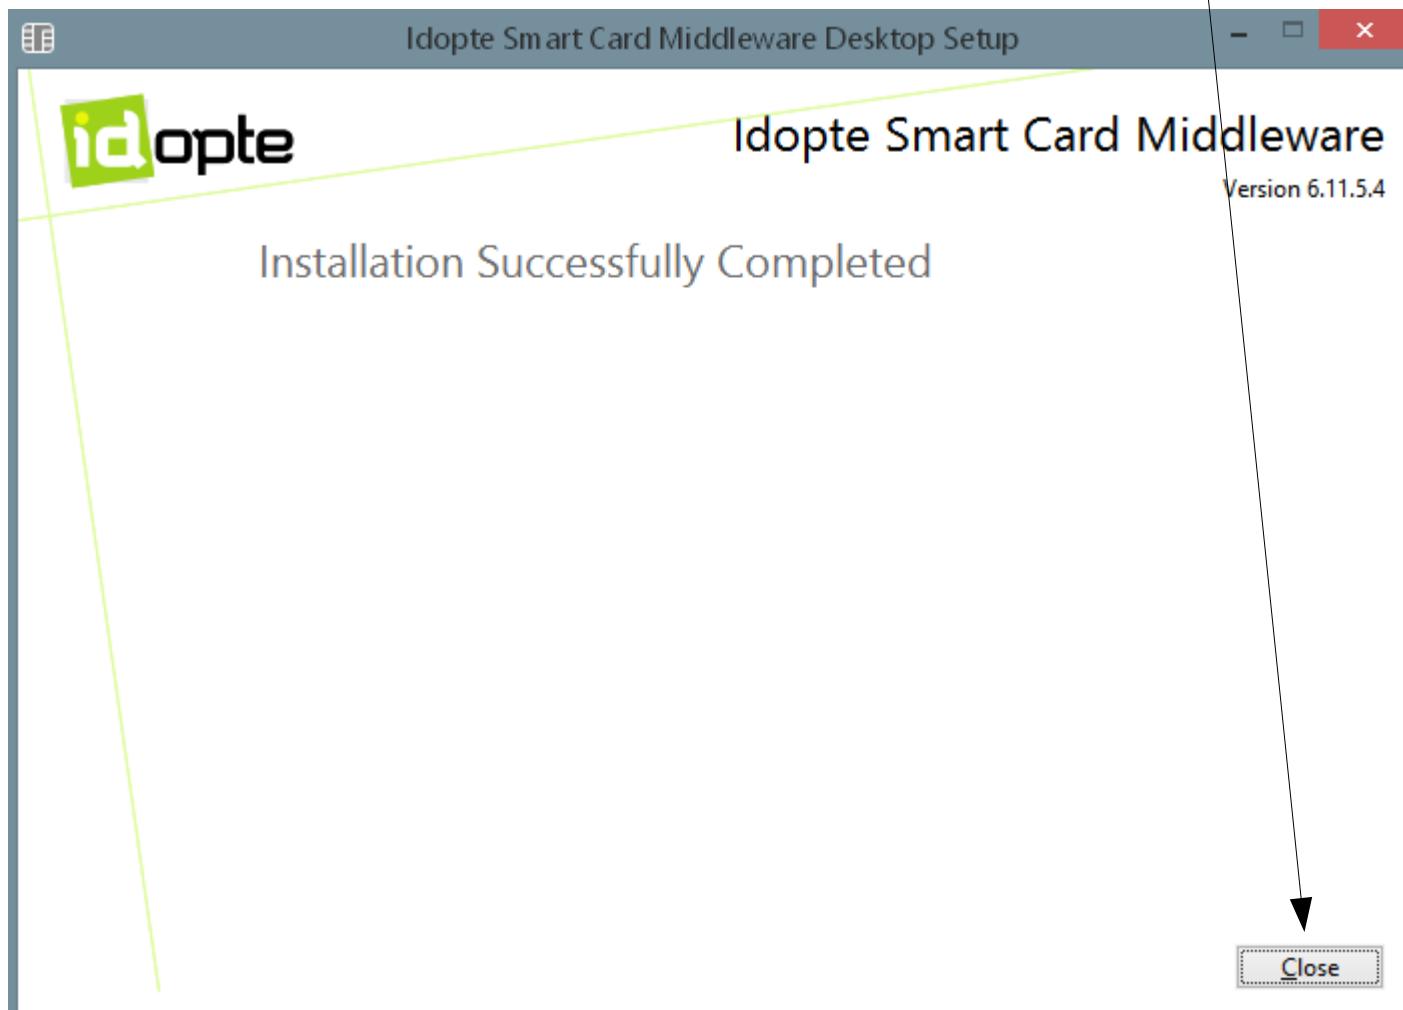 Idopte Smart Card Middleware Desktop Setup
idopte
Idopte Smart Card Middleware
Version 6.11.5.4
Installation Successfully Completed
Close